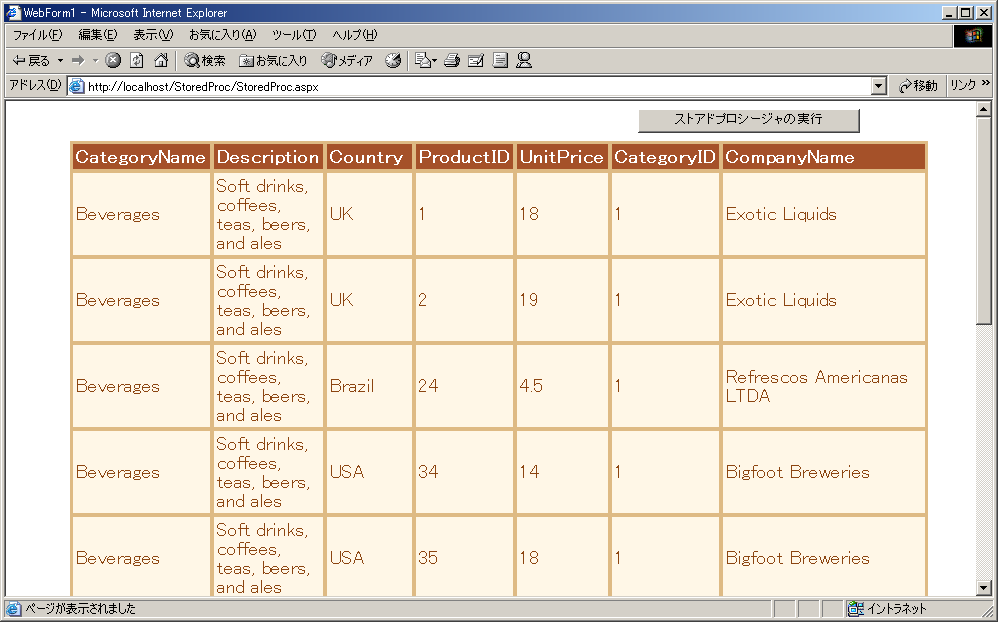 WebForm1 - Microsoft Internet Explorer
ファイル(F) 編集(E) 表示(V) お気に入り(A) ツール(T) ヘルプ(H)
戻る 検索 お気に入り メディア
アドレス(D) http://localhost/StoredProc/StoredProc.aspx 移動 リンク »
ストアドプロシージャの実行
CategoryName Description Country ProductID UnitPrice CategoryID CompanyName
Soft drinks,
coffees,
Beverages teas, beers, UK 1 18 1 Exotic Liquids
and ales
Soft drinks,
coffees,
Beverages teas, beers, UK 2 19 1 Exotic Liquids
and ales
Soft drinks,
coffees,
Beverages teas, beers, Brazil 24 4.5 1 Refrescos Americanas
and ales LTDA
Soft drinks,
coffees,
Beverages teas, beers, USA 34 14 1 Bigfoot Breweries
and ales
Soft drinks,
coffees,
Beverages teas, beers, USA 35 18 1 Bigfoot Breweries
and ales
ページが表示されました イントラネット